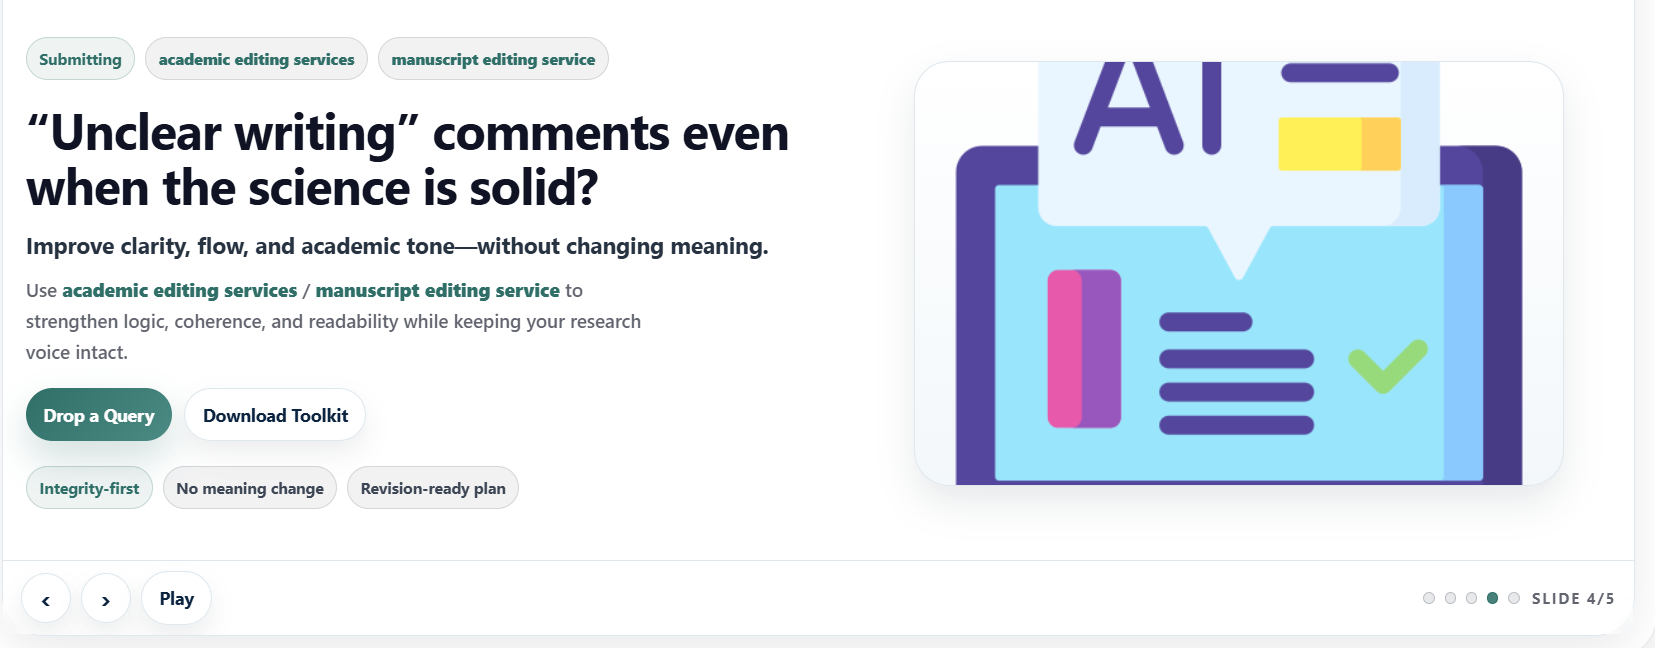 Submitting
academic editing services
manuscript editing service
“Unclear writing” comments even
when the science is solid?
Improve clarity, flow, and academic tone—without changing meaning.
Use academic editing services / manuscript editing service to
strengthen logic, coherence, and readability while keeping your research
voice intact.
Drop a Query
Download Toolkit
Integrity-first
No meaning change
Revision-ready plan
AI
‹
›
Play
SLIDE 4/5